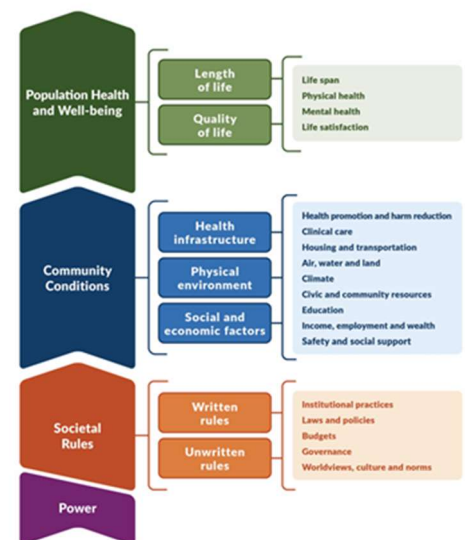 Population Health
and Well-being
Length
of life
Quality
of life
Life span
Physical health
Mental health
Life satisfaction
Community
Conditions
Health
infrastructure
Physical
environment
Social and
economic factors
Health promotion and harm reduction
Clinical care
Housing and transportation
Air, water and land
Climate
Civic and community resources
Education
Income, employment and wealth
Safety and social support
Societal
Rules
Written
rules
Unwritten
rules
Institutional practices
Laws and policies
Budgets
Governance
Worldviews, culture and norms
Power